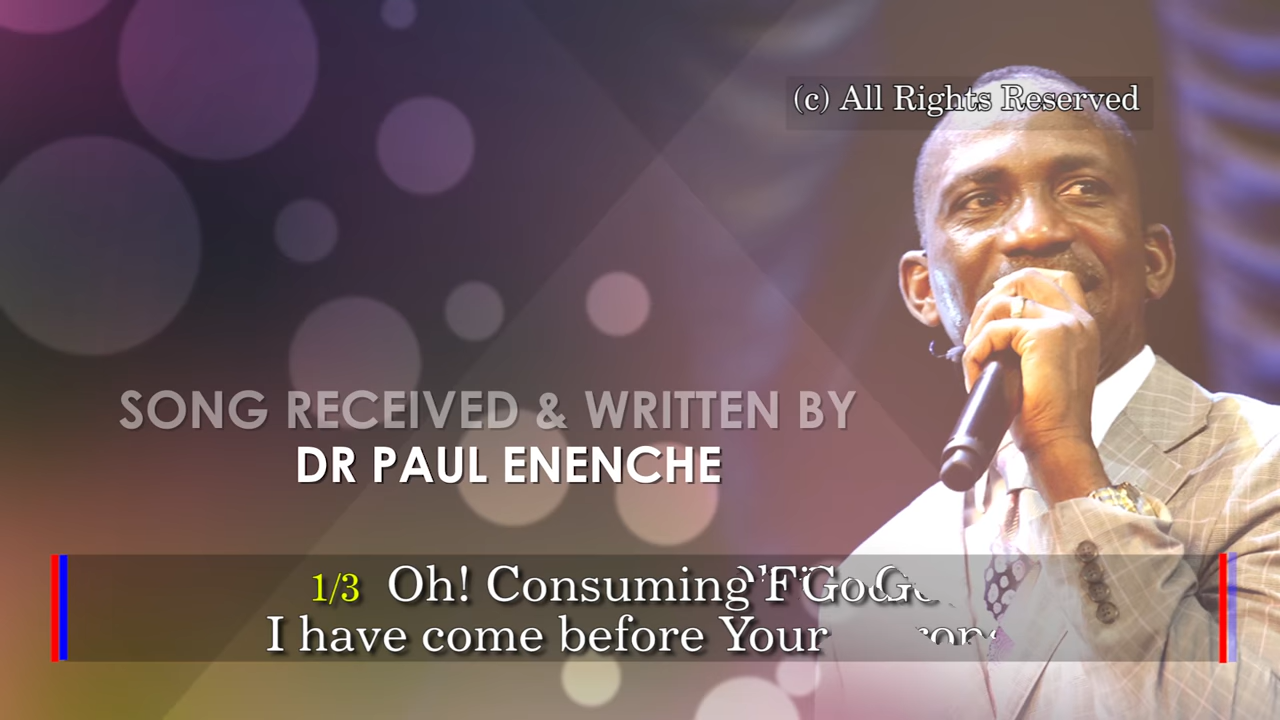 (c) All Rights Reserved
SONG RECEIVED & WRITTEN BY
DR PAUL ENENCHE
1/3 Oh! Consuming
I have come before Your